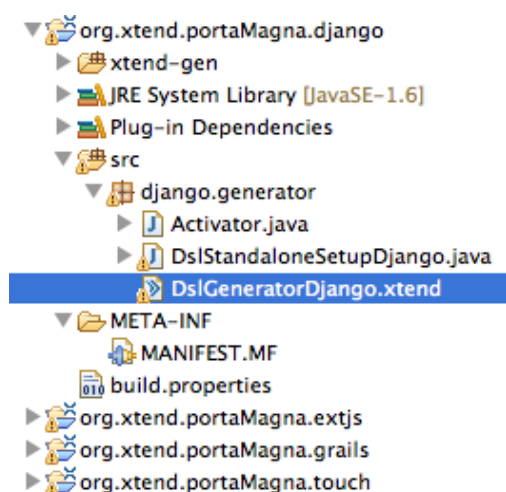 org.xtend.portaMagna.django
xtend-gen
JRE System Library [JavaSE-1.6]
Plug-in Dependencies
src
django.generator
Activator.java
DslStandaloneSetupDjango.java
DslGeneratorDjango.xtend
META-INF
MANIFEST.MF
build.properties
org.xtend.portaMagna.extjs
org.xtend.portaMagna.grails
org.xtend.portaMagna.touch